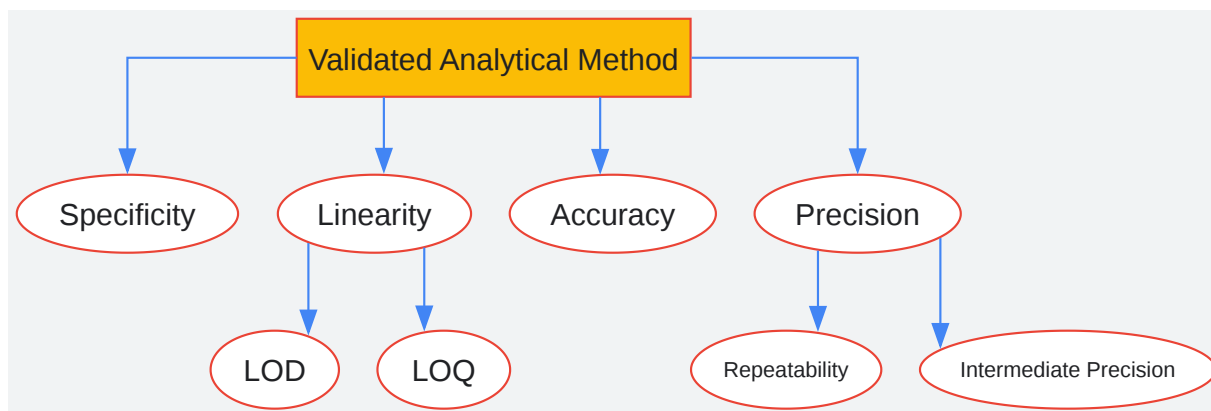 Validated Analytical Method
Specificity
Linearity
Accuracy
Precision
LOD
LOQ
Repeatability
Intermediate Precision